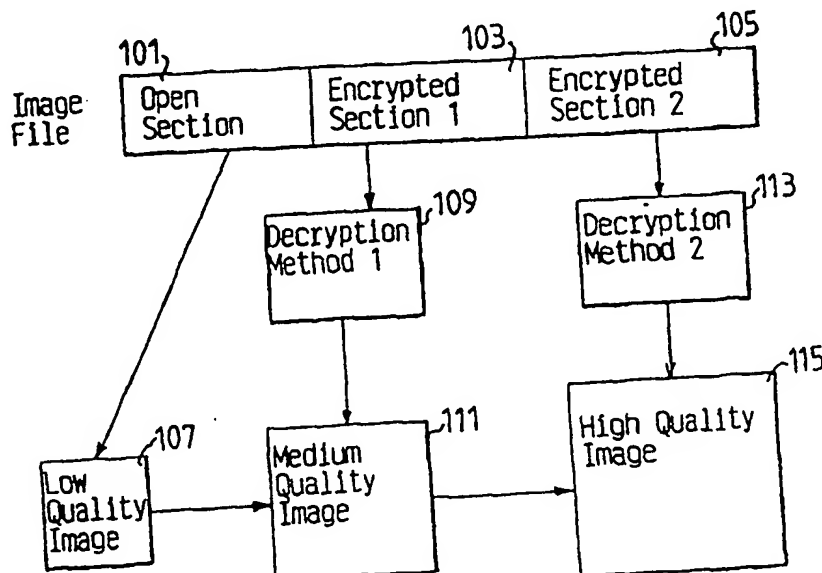 101
103
105
Image
File
Open
Section
Encrypted
Section 1
Encrypted
Section 2
109
Decryption
Method 1
113
Decryption
Method 2
107
Low
Quality
Image
111
Medium
Quality
Image
115
High Quality
Image